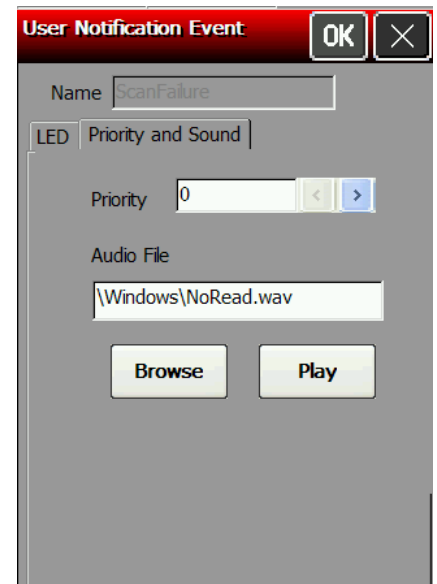 User Notification Event OK
Name ScanFailure
LED Priority and Sound
Priority 0 < >
Audio File
\Windows\NoRead.wav
Browse Play